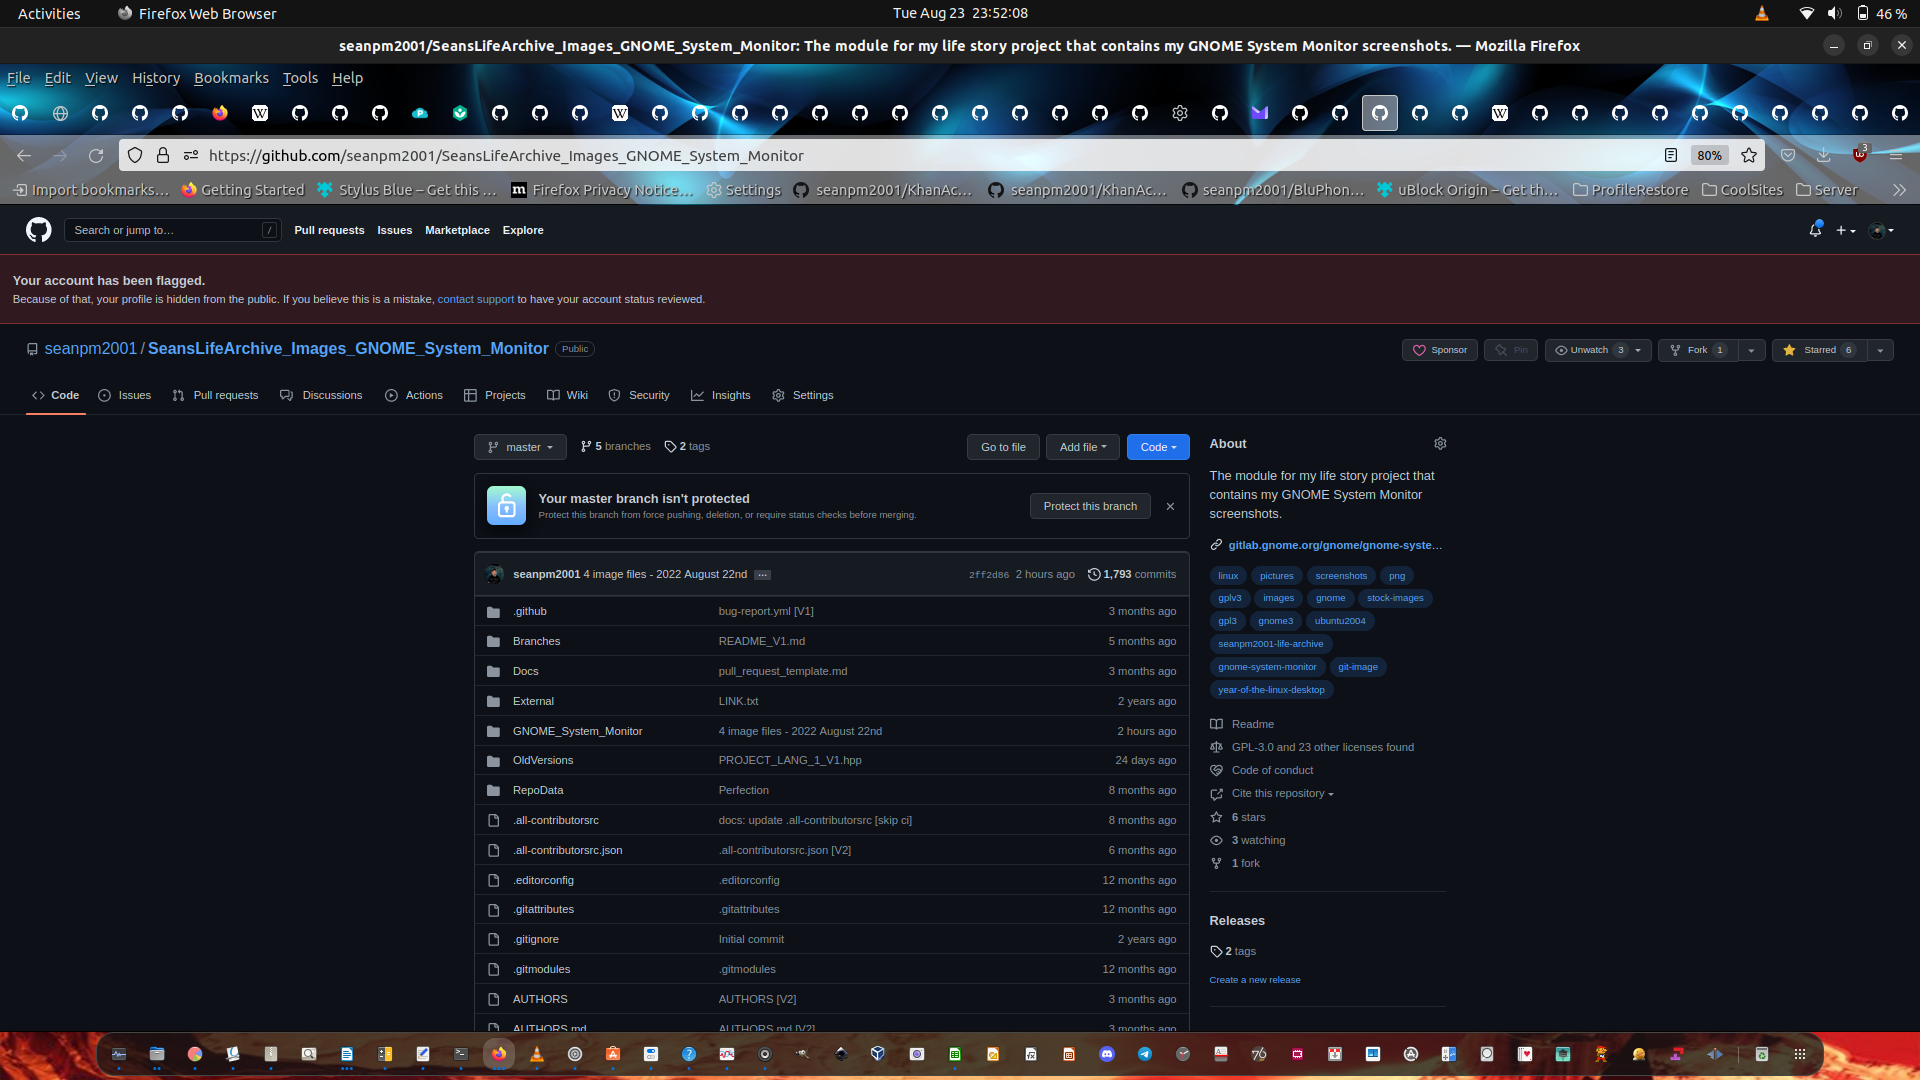 Activities
Firefox Web Browser
Tue Aug 23 23:52:08
46 %
seanpm2001/SeansLifeArchive_Images_GNOME_System_Monitor: The module for my life story project that contains my GNOME System Monitor screenshots. — Mozilla Firefox
File Edit View History Bookmarks Tools Help
https://github.com/seanpm2001/SeansLifeArchive_Images_GNOME_System_Monitor
80%
3
Import bookmarks…
Getting Started
Stylus Blue – Get this …
Firefox Privacy Notice…
Settings
seanpm2001/KhanAc…
seanpm2001/KhanAc…
seanpm2001/BluPhon…
uBlock Origin – Get th…
ProfileRestore
CoolSites
Server
Search or jump to…
/
Pull requests
Issues
Marketplace
Explore
Your account has been flagged.
Because of that, your profile is hidden from the public. If you believe this is a mistake, contact support to have your account status reviewed.
seanpm2001 / SeansLifeArchive_Images_GNOME_System_Monitor
Public
Sponsor
Pin
Unwatch 3
Fork 1
Starred 6
Code
Issues
Pull requests
Discussions
Actions
Projects
Wiki
Security
Insights
Settings
master
5 branches
2 tags
Go to file
Add file
Code
Your master branch isn't protected
Protect this branch from force pushing, deletion, or require status checks before merging.
Protect this branch
seanpm2001 4 image files - 2022 August 22nd
2ff2d86 2 hours ago
1,793 commits
.github bug-report.yml [V1] 3 months ago
Branches README_V1.md 5 months ago
Docs pull_request_template.md 3 months ago
External LINK.txt 2 years ago
GNOME_System_Monitor 4 image files - 2022 August 22nd 2 hours ago
OldVersions PROJECT_LANG_1_V1.hpp 24 days ago
RepoData Perfection 8 months ago
.all-contributorsrc docs: update .all-contributorsrc [skip ci] 8 months ago
.all-contributorsrc.json .all-contributorsrc.json [V2] 6 months ago
.editorconfig .editorconfig 12 months ago
.gitattributes .gitattributes 12 months ago
.gitignore Initial commit 2 years ago
.gitmodules .gitmodules 12 months ago
AUTHORS AUTHORS [V2] 3 months ago
AUTHORS.md AUTHORS.md [V2] 3 months ago
About
The module for my life story project that
contains my GNOME System Monitor
screenshots.
gitlab.gnome.org/gnome/gnome-syste…
linux pictures screenshots png
gplv3 images gnome stock-images
gpl3 gnome3 ubuntu2004
seanpm2001-life-archive
gnome-system-monitor git-image
year-of-the-linux-desktop
Readme
GPL-3.0 and 23 other licenses found
Code of conduct
Cite this repository
6 stars
3 watching
1 fork
Releases
2 tags
Create a new release